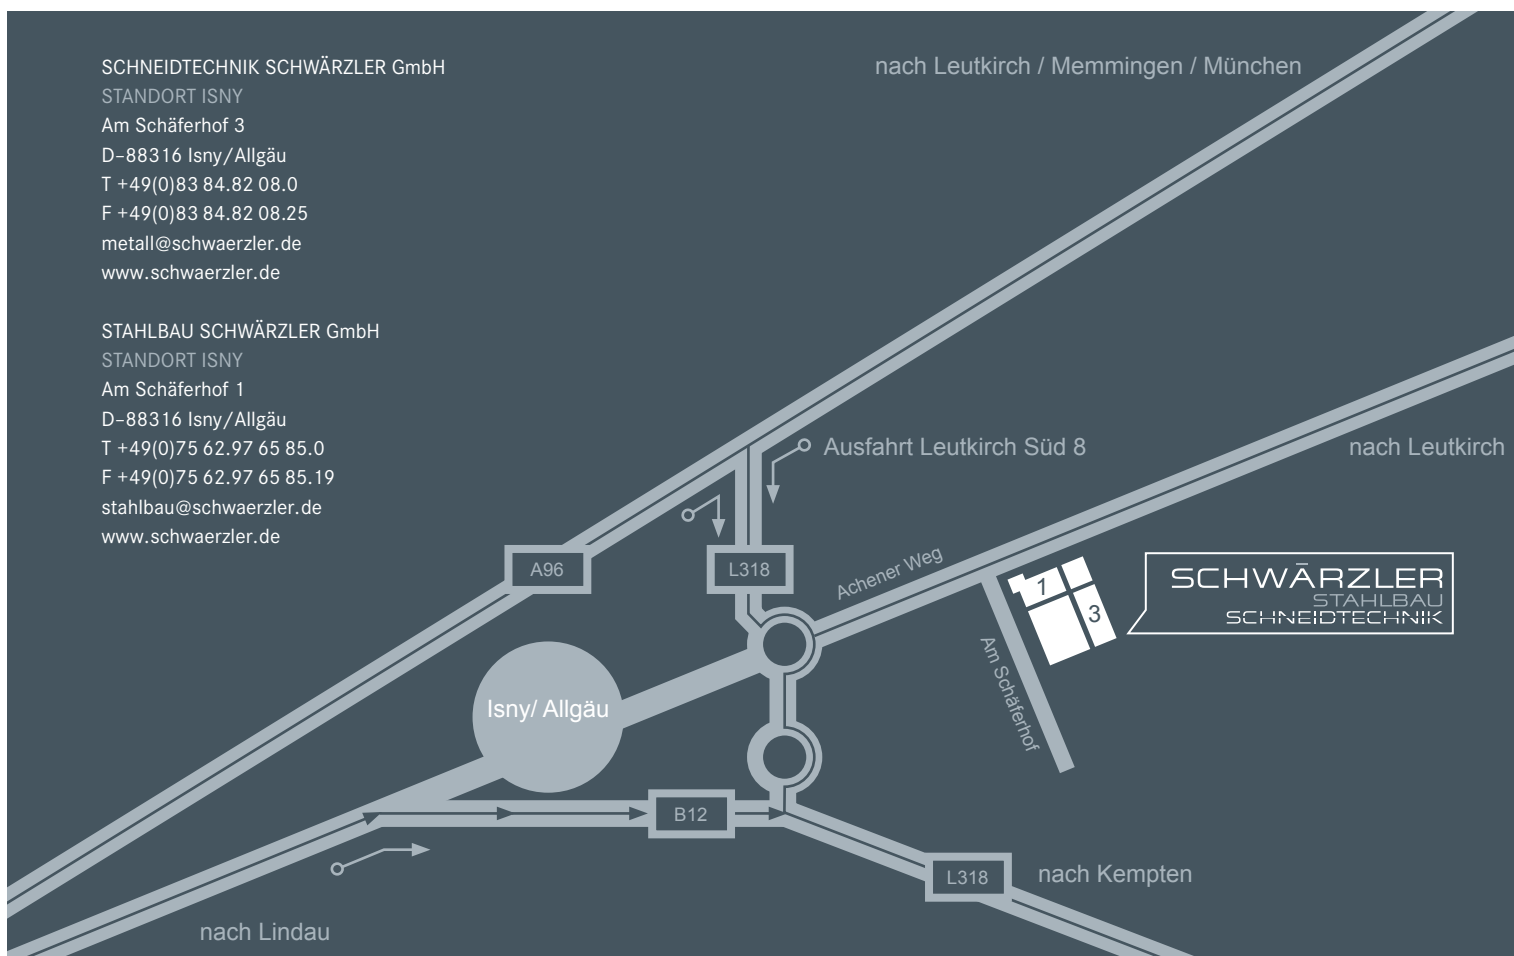 SCHNEIDTECHNIK SCHWÄRZLER GmbH
STANDORT ISNY
Am Schäferhof 3
D-88316 Isny/Allgäu
T +49(0)83 84.82 08.0
F +49(0)83 84.82 08.25
metall@schwaerzler.de
www.schwaerzler.de
STAHLBAU SCHWÄRZLER GmbH
STANDORT ISNY
Am Schäferhof 1
D-88316 Isny/Allgäu
T +49(0)75 62.97 65 85.0
F +49(0)75 62.97 65 85.19
stahlbau@schwaerzler.de
www.schwaerzler.de
nach Leutkirch / Memmingen / München
Ausfahrt Leutkirch Süd 8
nach Leutkirch
A96
L318
Achener Weg
1
3
SCHWÄRZLER
STAHLBAU
SCHNEIDTECHNIK
Am Schäferhof
Isny/ Allgäu
B12
L318
nach Kempten
nach Lindau